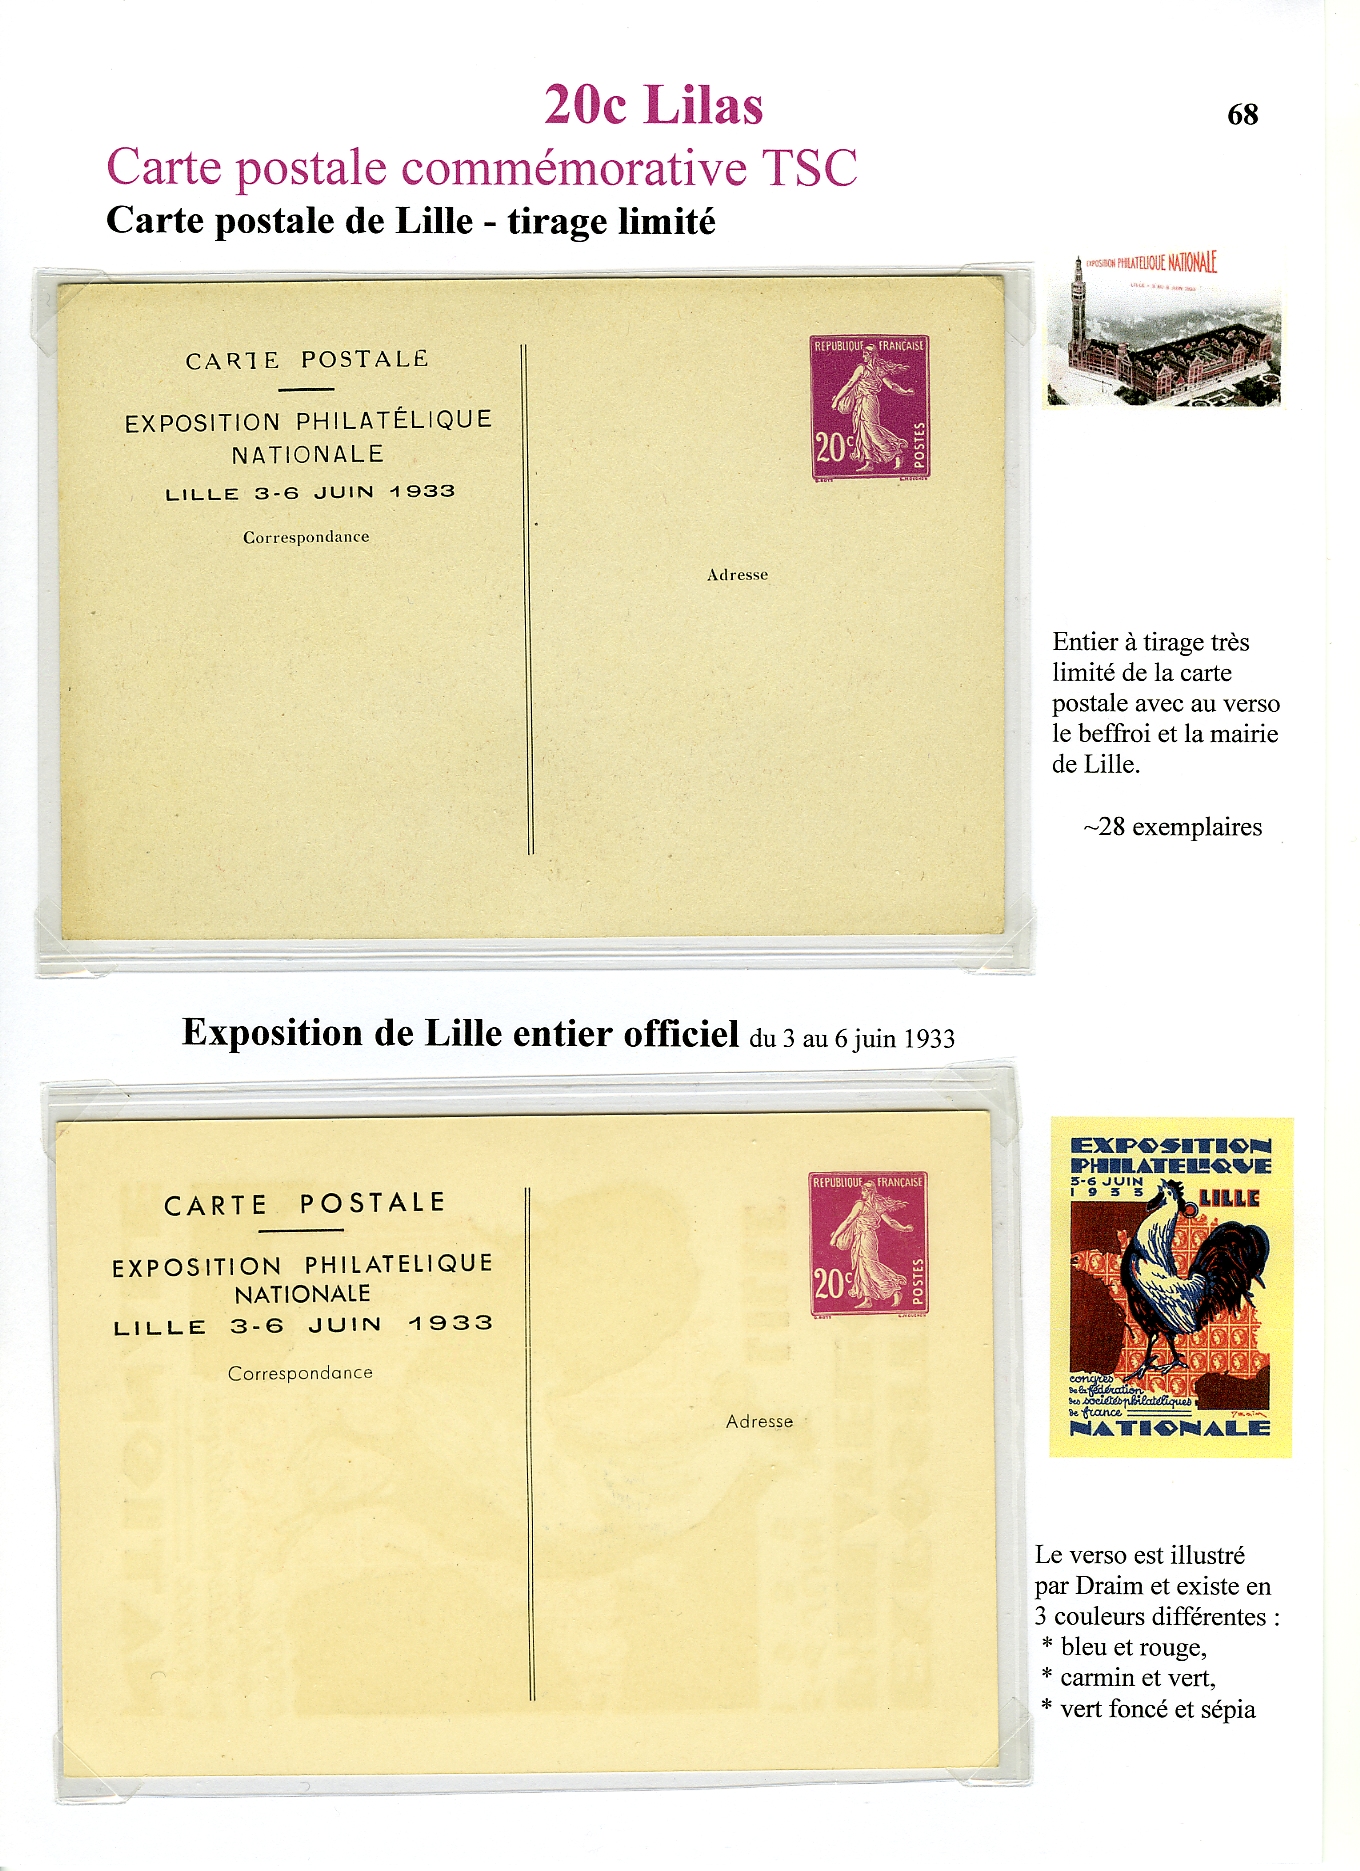 20c Lilas
68
Carte postale commémorative TSC
Carte postale de Lille - tirage limité
CARTE POSTALE
EXPOSITION PHILATÉLIQUE
NATIONALE
LILLE 3-6 JUIN 1933
Correspondance
REPUBLIQUE FRANÇAISE
20c
POSTES
Adresse
EXPOSITION PHILATELIQUE NATIONALE
Entier à tirage très
limité de la carte
postale avec au verso
le beffroi et la mairie
de Lille.
~28 exemplaires
Exposition de Lille entier officiel du 3 au 6 juin 1933
CARTE POSTALE
EXPOSITION PHILATELIQUE
NATIONALE
LILLE 3-6 JUIN 1933
Correspondance
REPUBLIQUE FRANÇAISE
20c
POSTES
Adresse
EXPOSITION
PHILATELIQUE
3-6 JUIN
1933
LILLE
congrès
de la fédération
des sociétés philatéliques
de france
NATIONALE
Le verso est illustré
par Draim et existe en
3 couleurs différentes :
* bleu et rouge,
* carmin et vert,
* vert foncé et sépia